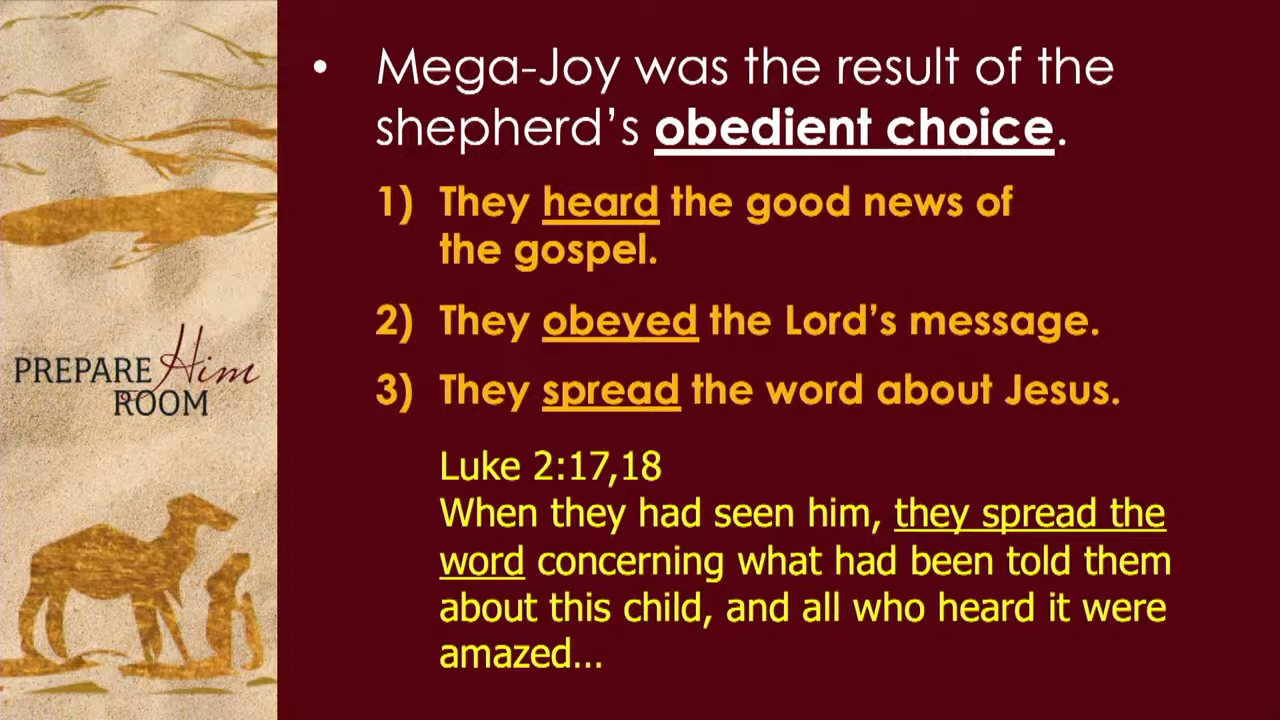 • Mega-Joy was the result of the
shepherd’s obedient choice.
1) They heard the good news of
the gospel.
2) They obeyed the Lord’s message.
3) They spread the word about Jesus.
Luke 2:17,18
When they had seen him, they spread the
word concerning what had been told them
about this child, and all who heard it were
amazed...
PREPARE Him
ROOM